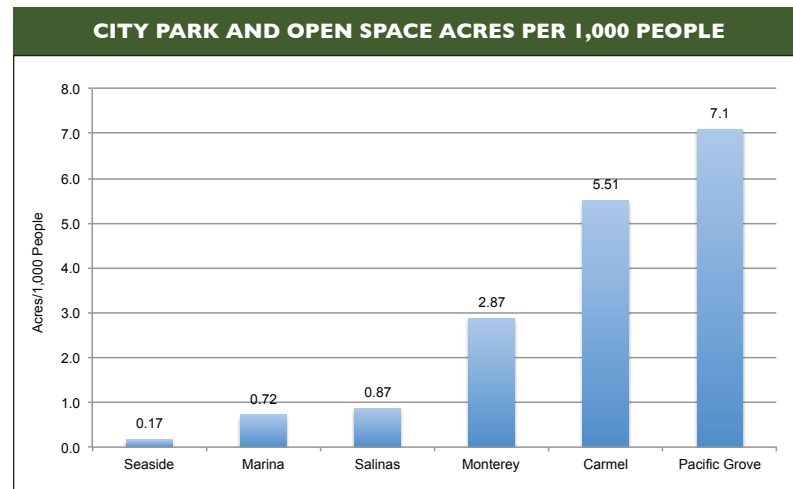 CITY PARK AND OPEN SPACE ACRES PER 1,000 PEOPLE
8.0
7.0
6.0
5.0
4.0
3.0
2.0
1.0
0.0
Acres/1,000 People
0.17
0.72
0.87
2.87
5.51
7.1
Seaside
Marina
Salinas
Monterey
Carmel
Pacific Grove